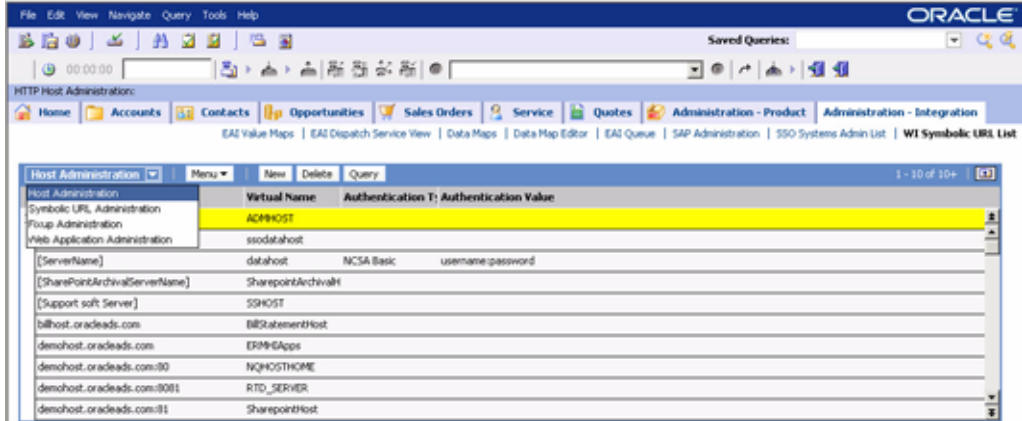 File Edit View Navigate Query Tools Help
ORACLE
Saved Queries:
00:00:00
HTTP Host Administration:
Home Accounts Contacts Opportunities Sales Orders Service Quotes Administration - Product Administration - Integration
EAI Value Maps | EAI Dispatch Service View | Data Maps | Data Map Editor | EAI Queue | SAP Administration | SSO Systems Admin List | WI Symbolic URL List
Host Administration Menu New Delete Query 1 - 10 of 10+
Host Administration
Symbolic URL Administration
Fixup Administration
Web Application Administration
Virtual Name Authentication Ty Authentication Value
ADMHOST
ssodatahost
[ServerName] datahost NCSA Basic username:password
[SharePointArchivalServerName] SharepointArchivalH
[Support soft Server] SSHOST
billhost.oracleads.com BillStatementHost
demohost.oracleads.com ERMHIApps
demohost.oracleads.com:80 NQHOSTHOME
demohost.oracleads.com:8081 RTD_SERVER
demohost.oracleads.com:81 SharepointHost